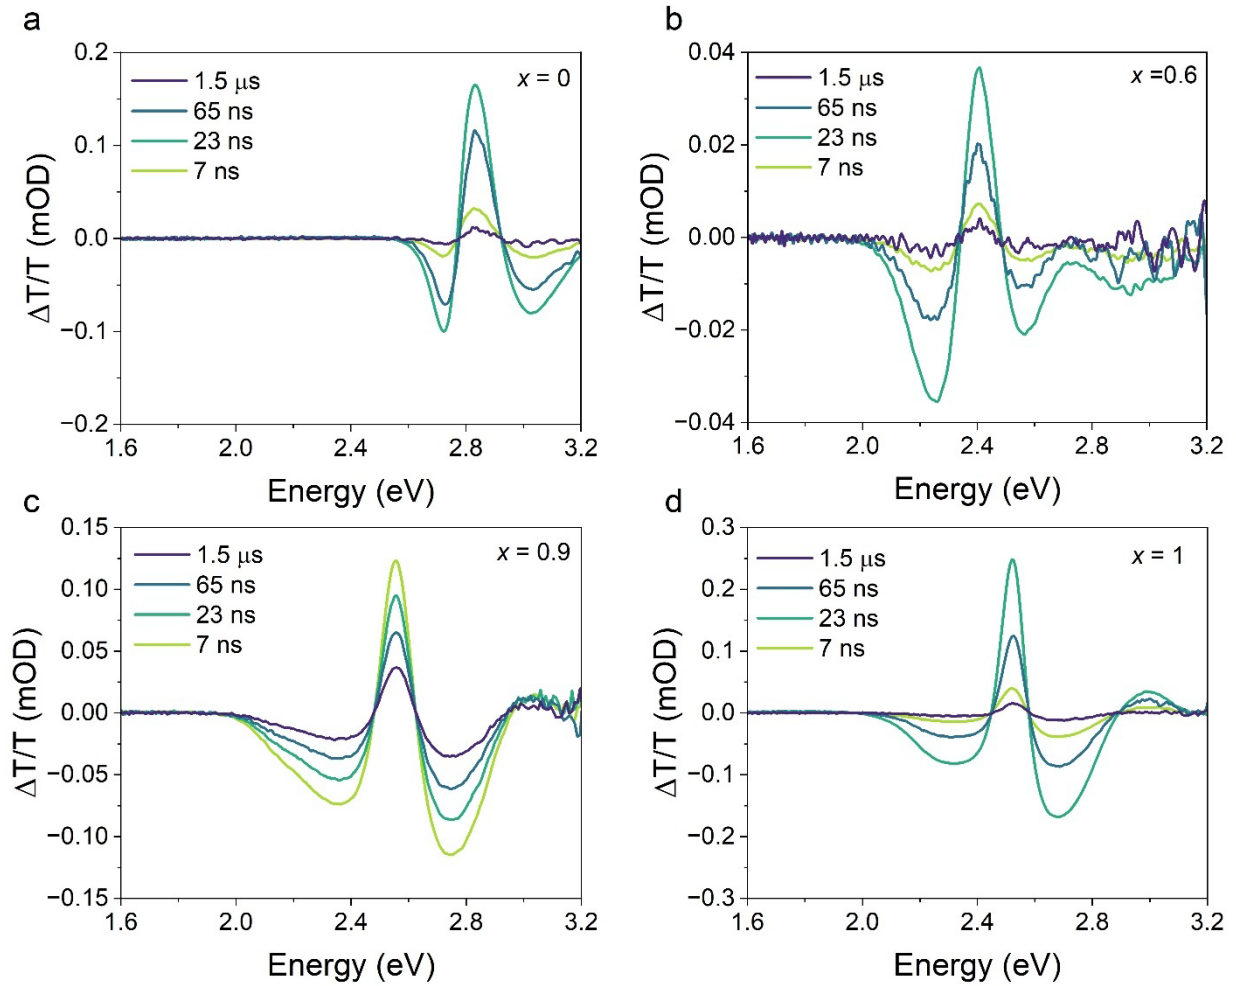 a
x = 0
1.5 μs
65 ns
23 ns
7 ns
0.2
0.1
0.0
−0.1
−0.2
ΔT/T (mOD)
1.6 2.0 2.4 2.8 3.2
Energy (eV)
b
x =0.6
1.5 μs
65 ns
23 ns
7 ns
0.04
0.02
0.00
−0.02
−0.04
ΔT/T (mOD)
1.6 2.0 2.4 2.8 3.2
Energy (eV)
c
x = 0.9
1.5 μs
65 ns
23 ns
7 ns
0.15
0.10
0.05
0.00
−0.05
−0.10
−0.15
ΔT/T (mOD)
1.6 2.0 2.4 2.8 3.2
Energy (eV)
d
x = 1
1.5 μs
65 ns
23 ns
7 ns
0.3
0.2
0.1
0.0
−0.1
−0.2
−0.3
ΔT/T (mOD)
1.6 2.0 2.4 2.8 3.2
Energy (eV)